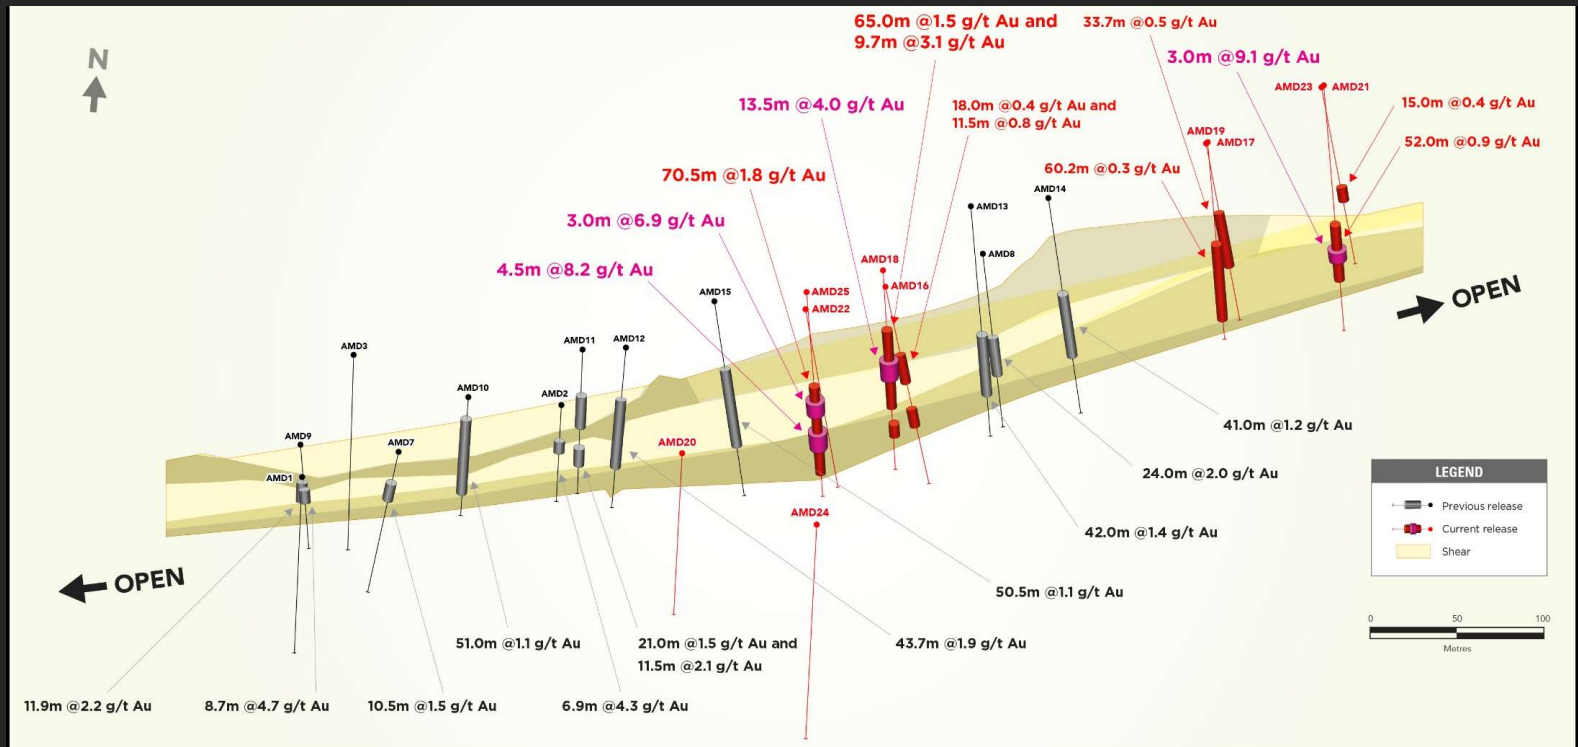 N
65.0m @1.5 g/t Au and
9.7m @3.1 g/t Au
33.7m @0.5 g/t Au
3.0m @9.1 g/t Au
13.5m @4.0 g/t Au
18.0m @0.4 g/t Au and
11.5m @0.8 g/t Au
AMD23
AMD21
15.0m @0.4 g/t Au
52.0m @0.9 g/t Au
AMD19
AMD17
70.5m @1.8 g/t Au
60.2m @0.3 g/t Au
AMD14
AMD13
3.0m @6.9 g/t Au
AMD8
4.5m @8.2 g/t Au
AMD18
AMD16
AMD15
AMD25
AMD22
OPEN
AMD3
AMD11
AMD12
AMD10
AMD2
AMD9
AMD7
AMD20
AMD1
AMD24
41.0m @1.2 g/t Au
24.0m @2.0 g/t Au
42.0m @1.4 g/t Au
50.5m @1.1 g/t Au
OPEN
51.0m @1.1 g/t Au
21.0m @1.5 g/t Au and
11.5m @2.1 g/t Au
43.7m @1.9 g/t Au
11.9m @2.2 g/t Au
8.7m @4.7 g/t Au
10.5m @1.5 g/t Au
6.9m @4.3 g/t Au
LEGEND
Previous release
Current release
Shear
0 50 100
Metres